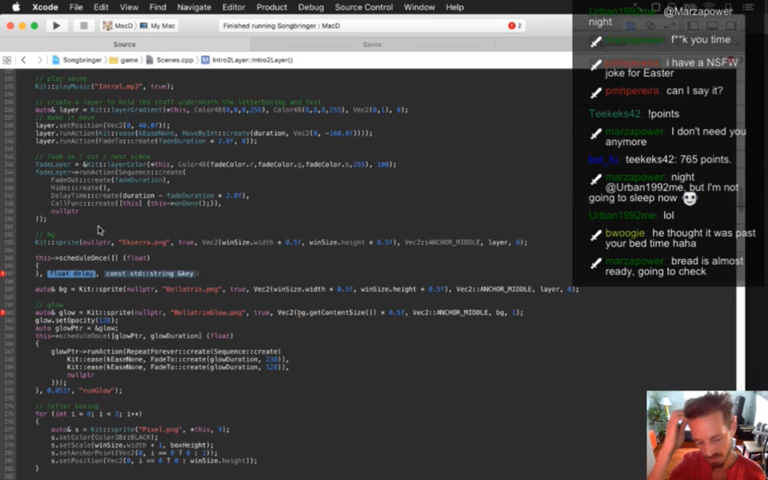 Xcode File Edit View Find Navigate Editor Product Debug Source Control Window Help
MacD My Mac
Finished running Songbringer : MacD
2
Source
Saves
Songbringer game Scenes.cpp Intro2Layer::Intro2Layer()
// play sound
Kit::playMusic("Intro1.mp3", true);
// create a layer to hold the stuff underneath the letterboxing and text
auto& layer = Kit::layerGradient(*this, Color4B(0,0,0,255), Color4B(8,8,8,255), Vec2(0,1), 0);
// make it move
layer.setPosition(Vec2(0, 40.0f));
layer.runAction(Kit::ease(kEaseNone, MoveBy::create(duration, Vec2(0, -160.0f))));
layer.runAction(FadeTo::create(fadeDuration * 2.0f, 0));
// fade in / out / next scene
fadeLayer = &Kit::layerColor(*this, Color4B(fadeColor.r,fadeColor.g,fadeColor.b,255), 100);
fadeLayer->runAction(Sequence::create(
FadeOut::create(fadeDuration),
Hide::create(),
DelayTime::create(duration - fadeDuration * 2.0f),
CallFunc::create([this] {this->onDone();}),
nullptr
));
// bg
Kit::sprite(nullptr, "Ekzerra.png", true, Vec2(winSize.width * 0.5f, winSize.height * 0.5f), Vec2::ANCHOR_MIDDLE, layer, 0);
this->scheduleOnce([] (float)
{
}, float delay, const std::string &key)
auto& bg = Kit::sprite(nullptr, "Bellatrix.png", true, Vec2(winSize.width * 0.5f, winSize.height * 0.5f), Vec2::ANCHOR_MIDDLE, layer, 0);
// glow
auto& glow = Kit::sprite(nullptr, "BellatrixGlow.png", true, Vec2(bg.getContentSize()) * 0.5f, Vec2::ANCHOR_MIDDLE, bg, 1);
glow.setOpacity(128);
auto glowPtr = &glow;
this->scheduleOnce([glowPtr, glowDuration] (float)
{
glowPtr->runAction(RepeatForever::create(Sequence::create(
Kit::ease(kEaseNone, FadeTo::create(glowDuration, 230)),
Kit::ease(kEaseNone, FadeTo::create(glowDuration, 128)),
nullptr
)));
}, 0.051f, "runGlow");
// letter boxing
for (int i = 0; i < 2; i++)
{
auto& s = Kit::sprite("Pixel.png", *this, 9);
s.setColor(Color3B::BLACK);
s.setScale(winSize.width + 1, boxHeight);
s.setAnchorPoint(Vec2(0, i == 0 ? 0 : 1));
s.setPosition(Vec2(0, i == 0 ? 0 : winSize.height));
}
Urban1992me: @Marzapower
night
marzapower: f**k you time
pmhpereira: i have a NSFW
joke for Easter
pmhpereira: can I say it?
Teekeks42: !points
marzapower: I don't need you
anymore
teekeks42: 765 points.
marzapower: night
@Urban1992me, but I'm not
going to sleep now
Urban1992me: lol
bwoogie: he thought it was past
your bed time haha
marzapower: bread is almost
ready, going to check